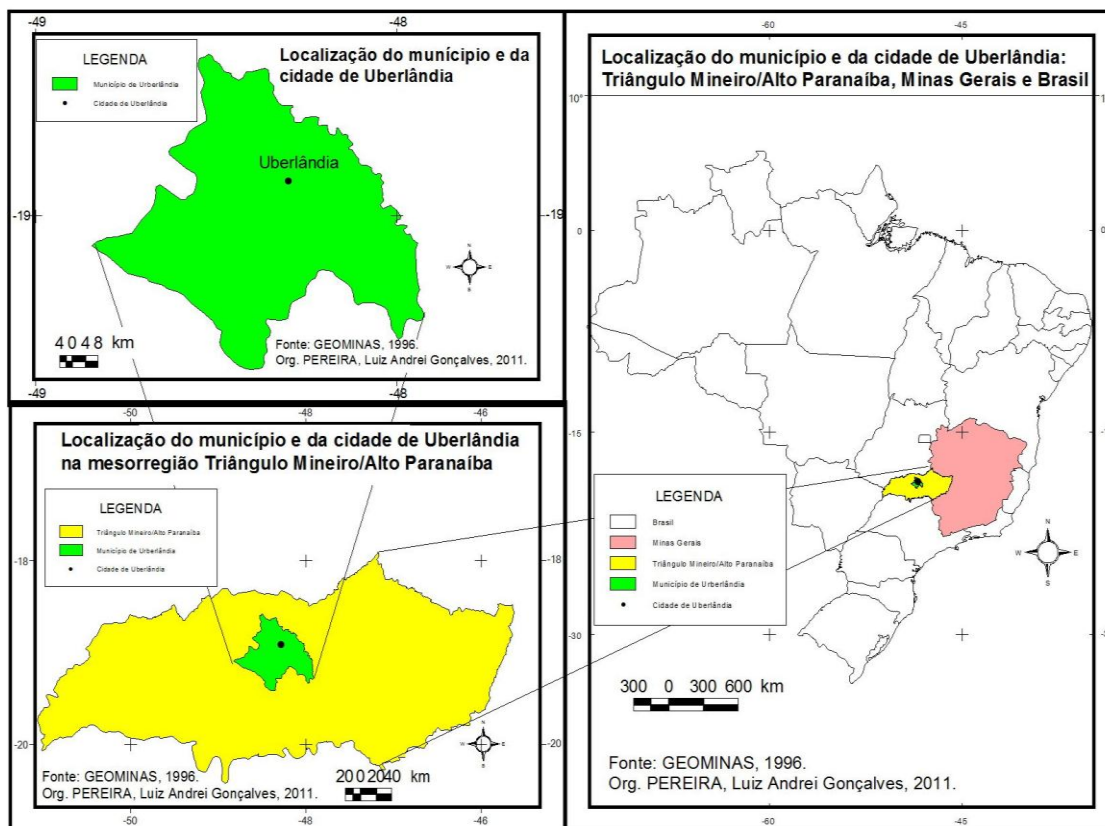 -49
-48
LEGENDA
Município de Urberlândia
Cidade de Uberlândia
Localização do munícipio e da
cidade de Uberlândia
Uberlândia
-19
-19
N
W
E
S
4 0 4 8 km
Fonte: GEOMINAS, 1996.
Org. PEREIRA, Luiz Andrei Gonçalves, 2011.
-49
-48
-50
-48
-46
Localização do município e da cidade de Uberlândia
na mesorregião Triângulo Mineiro/Alto Paranaíba
LEGENDA
Triângulo Mineiro/Alto Paranaíba
Município de Urberlândia
Cidade de Uberlândia
-18
-18
-20
-20
N
W
E
S
Fonte: GEOMINAS, 1996.
Org. PEREIRA, Luiz Andrei Gonçalves, 2011.
20 0 20 40 km
-50
-48
-46
-60
-45
Localização do município e da cidade de Uberlândia:
Triângulo Mineiro/Alto Paranaíba, Minas Gerais e Brasil
10°
0
0
-15
-30
LEGENDA
Brasil
Minas Gerais
Triângulo Mineiro/Alto Paranaíba
Município de Urberlândia
Cidade de Uberlândia
N
W
E
S
300 0 300 600 km
Fonte: GEOMINAS, 1996.
Org. PEREIRA, Luiz Andrei Gonçalves, 2011.
-60
-45